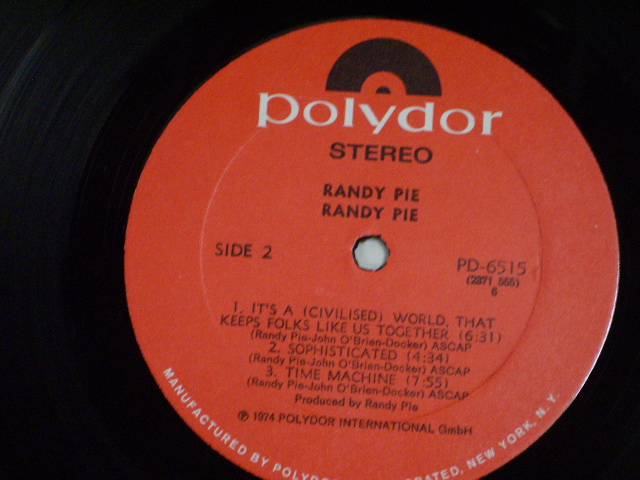 polydor
STEREO
RANDY PIE
RANDY PIE
SIDE 2
PD-6515
(2371 555)
6
1. IT'S A (CIVILISED) WORLD, THAT
KEEPS FOLKS LIKE US TOGETHER (6:31)
(Randy Pie-John O'Brien-Docker) ASCAP
2. SOPHISTICATED (4:34)
(Randy Pie-John O'Brien-Docker) ASCAP
3. TIME MACHINE (7:55)
(Randy Pie-John O'Brien-Docker) ASCAP
Produced by Randy Pie
℗ 1974 POLYDOR INTERNATIONAL GmbH
MANUFACTURED BY POLYDOR NEW YORK, N.Y.